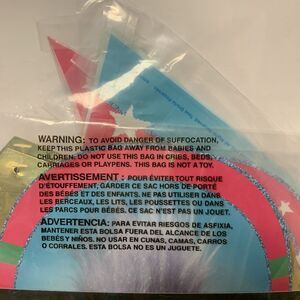 WARNING: TO AVOID DANGER OF SUFFOCATION,
KEEP THIS PLASTIC BAG AWAY FROM BABIES AND
CHILDREN. DO NOT USE THIS BAG IN CRIBS, BEDS,
CARRIAGES OR PLAYPENS. THIS BAG IS NOT A TOY.
AVERTISSEMENT : POUR ÉVITER TOUT RISQUE
D'ÉTOUFFEMENT, GARDER CE SAC HORS DE PORTÉ
DES BÉBÉS ET DES ENFANTS. NE PAS UTILISER DANS
LES BERCEAUX, LES LITS, LES POUSSETTES OU DANS
LES PARCS POUR BÉBÉS. CE SAC N'EST PAS UN JOUET.
ADVERTENCIA: PARA EVITAR RIESGOS DE ASFIXIA,
MANTENER ESTA BOLSA FUERA DEL ALCANCE DE LOS
BEBÉS Y NIÑOS. NO USAR EN CUNAS, CAMAS, CARROS
O CORRALES. ESTA BOLSA NO ES UN JUGUETE.